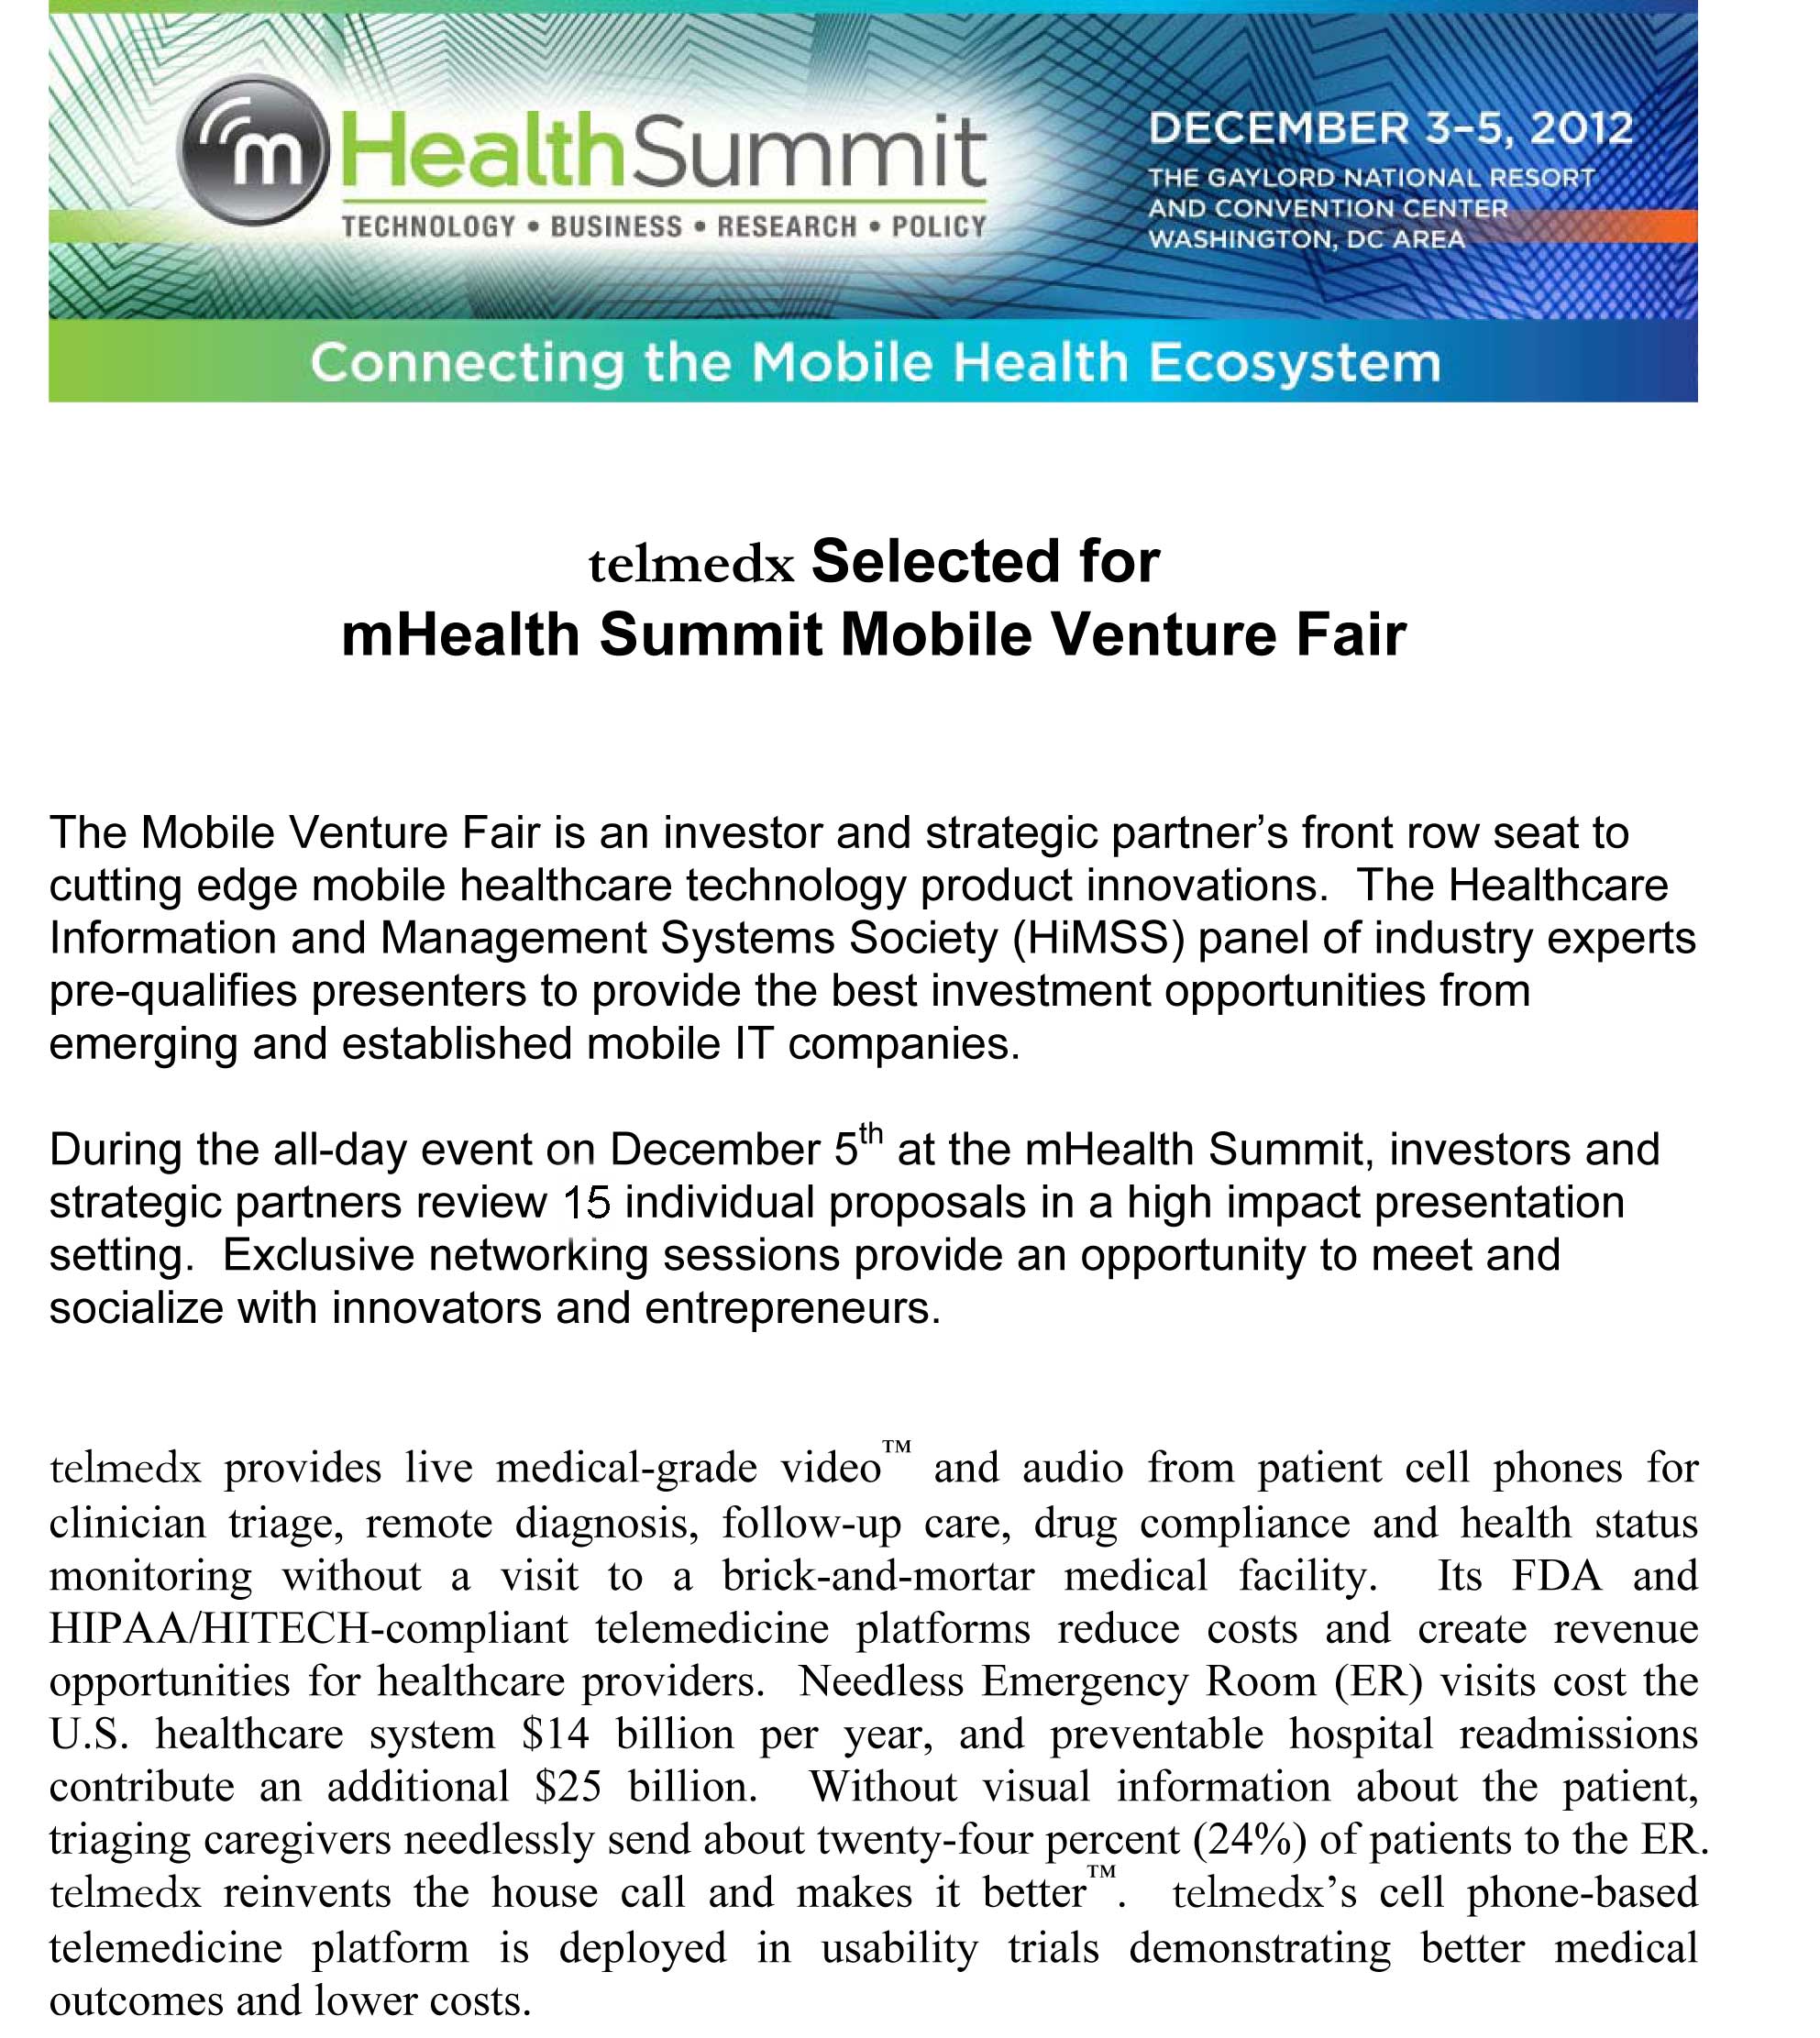 m HealthSummit
TECHNOLOGY • BUSINESS • RESEARCH • POLICY
DECEMBER 3–5, 2012
THE GAYLORD NATIONAL RESORT
AND CONVENTION CENTER
WASHINGTON, DC AREA
Connecting the Mobile Health Ecosystem
telmedx Selected for
mHealth Summit Mobile Venture Fair
The Mobile Venture Fair is an investor and strategic partner’s front row seat to
cutting edge mobile healthcare technology product innovations.  The Healthcare
Information and Management Systems Society (HiMSS) panel of industry experts
pre-qualifies presenters to provide the best investment opportunities from
emerging and established mobile IT companies.
During the all-day event on December 5th at the mHealth Summit, investors and
strategic partners review 15 individual proposals in a high impact presentation
setting.  Exclusive networking sessions provide an opportunity to meet and
socialize with innovators and entrepreneurs.
telmedx provides live medical-grade video™ and audio from patient cell phones for
clinician triage, remote diagnosis, follow-up care, drug compliance and health status
monitoring without a visit to a brick-and-mortar medical facility.  Its FDA and
HIPAA/HITECH-compliant telemedicine platforms reduce costs and create revenue
opportunities for healthcare providers.  Needless Emergency Room (ER) visits cost the
U.S. healthcare system $14 billion per year, and preventable hospital readmissions
contribute an additional $25 billion.  Without visual information about the patient,
triaging caregivers needlessly send about twenty-four percent (24%) of patients to the ER.
telmedx reinvents the house call and makes it better™.  telmedx’s cell phone-based
telemedicine platform is deployed in usability trials demonstrating better medical
outcomes and lower costs.